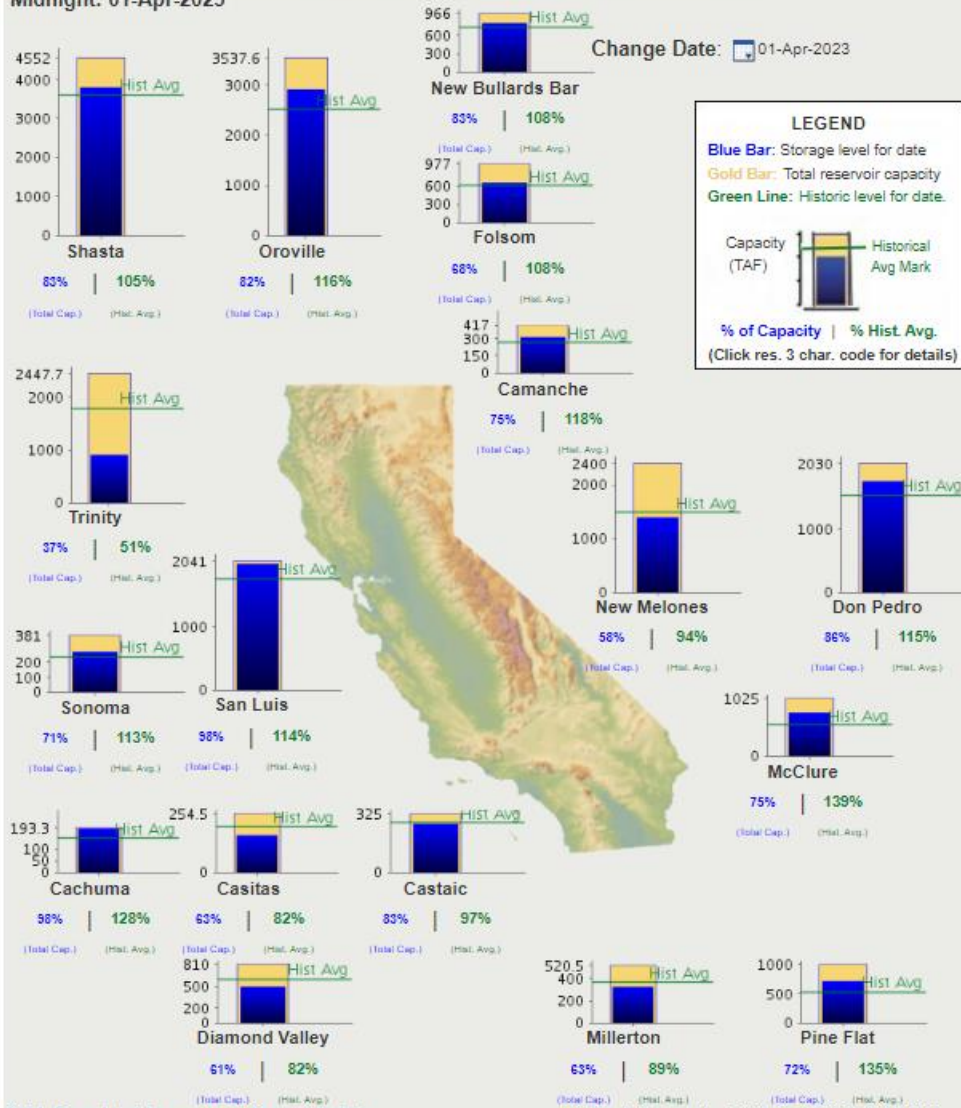 Midnight: 01-Apr-2023
Change Date: 01-Apr-2023
LEGEND
Blue Bar: Storage level for date
Gold Bar: Total reservoir capacity
Green Line: Historic level for date.
Capacity
(TAF)
Historical
Avg Mark
% of Capacity | % Hist. Avg.
(Click res. 3 char. code for details)
4552
4000
3000
2000
1000
0
Hist Avg
Shasta
83% | 105%
(Total Cap.) (Hist. Avg.)
3537.6
3000
2000
1000
0
Hist Avg
Oroville
82% | 116%
(Total Cap.) (Hist. Avg.)
966
600
300
0
Hist Avg
New Bullards Bar
83% | 108%
(Total Cap.) (Hist. Avg.)
977
600
300
0
Hist Avg
Folsom
68% | 108%
(Total Cap.) (Hist. Avg.)
417
300
150
0
Hist Avg
Camanche
75% | 118%
(Total Cap.) (Hist. Avg.)
2447.7
2000
1000
0
Hist Avg
Trinity
37% | 51%
(Total Cap.) (Hist. Avg.)
2400
2000
1000
0
Hist Avg
New Melones
58% | 94%
(Total Cap.) (Hist. Avg.)
2030
1000
0
Hist Avg
Don Pedro
86% | 115%
(Total Cap.) (Hist. Avg.)
381
200
100
0
Hist Avg
Sonoma
71% | 113%
(Total Cap.) (Hist. Avg.)
2041
1000
0
Hist Avg
San Luis
98% | 114%
(Total Cap.) (Hist. Avg.)
1025
0
Hist Avg
McClure
75% | 139%
(Total Cap.) (Hist. Avg.)
193.3
100
50
0
Hist Avg
Cachuma
98% | 128%
(Total Cap.) (Hist. Avg.)
254.5
0
Hist Avg
Casitas
63% | 82%
(Total Cap.) (Hist. Avg.)
325
0
Hist Avg
Castaic
83% | 97%
(Total Cap.) (Hist. Avg.)
810
500
200
0
Hist Avg
Diamond Valley
61% | 82%
(Total Cap.) (Hist. Avg.)
520.5
400
200
0
Hist Avg
Millerton
63% | 89%
(Total Cap.) (Hist. Avg.)
1000
500
0
Hist Avg
Pine Flat
72% | 135%
(Total Cap.) (Hist. Avg.)